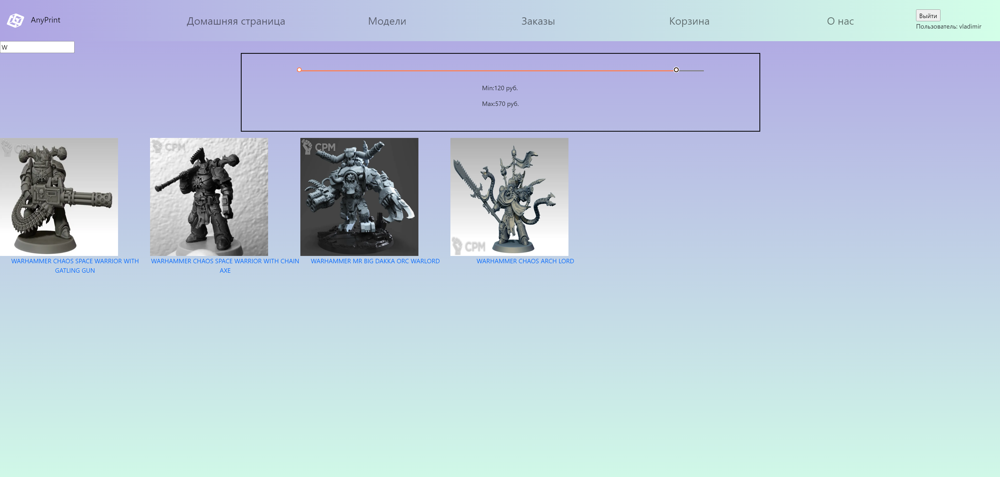 AnyPrint
Домашняя страница
Модели
Заказы
Корзина
О нас
Выйти
Пользователь: vladimir
W
Min:120 руб.
Max:570 руб.
CPM
CPM
CPM
CPM
WARHAMMER CHAOS SPACE WARRIOR WITH
GATLING GUN
WARHAMMER CHAOS SPACE WARRIOR WITH CHAIN
AXE
WARHAMMER MR BIG DAKKA ORC WARLORD
WARHAMMER CHAOS ARCH LORD